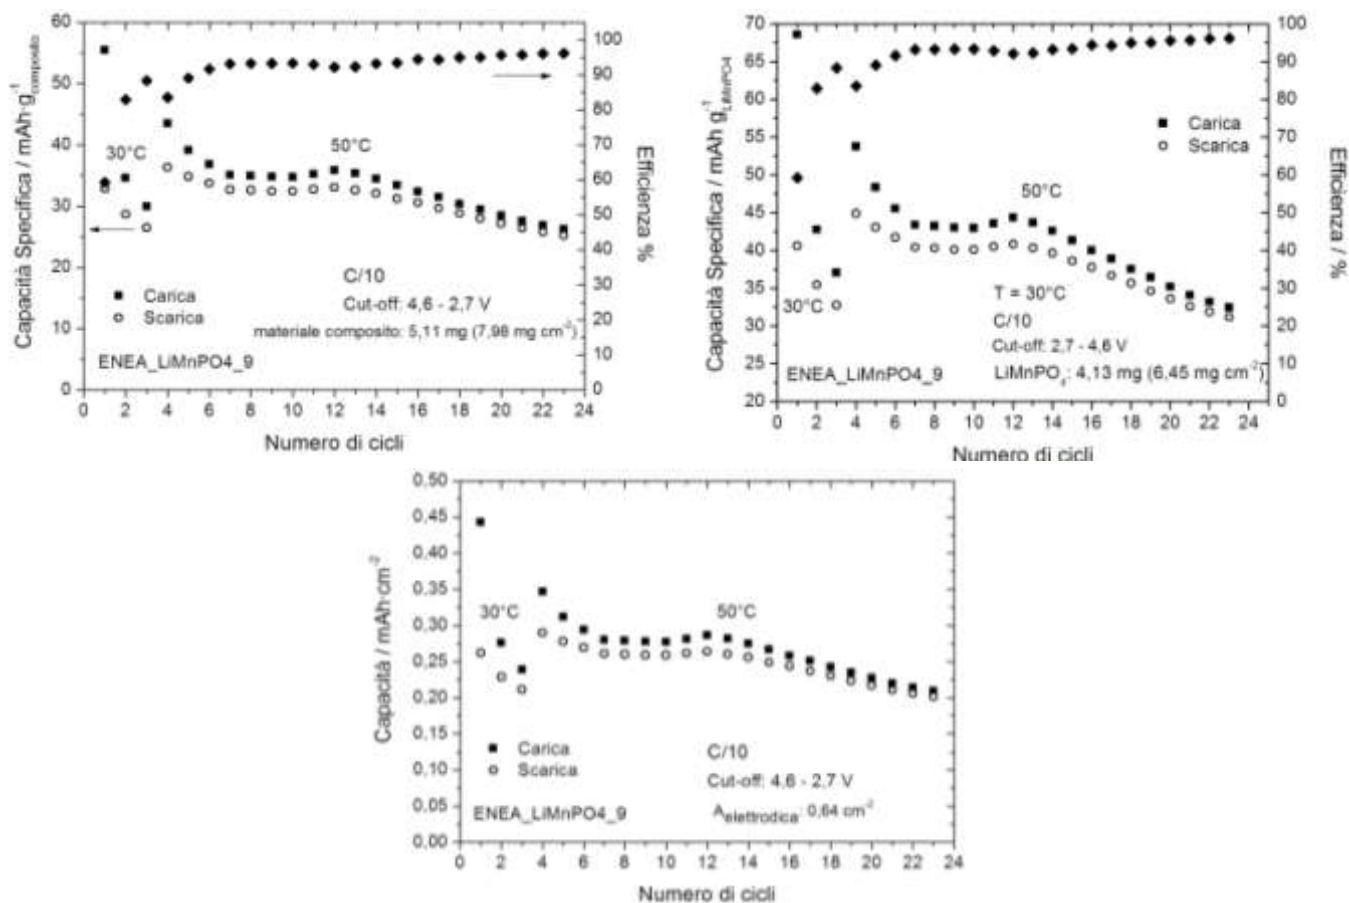 60
50
40
30
20
10
0
Capacità Specifica / mAh·g⁻¹composito
100
90
80
70
60
50
40
30
20
10
0
Efficienza %
30°C
50°C
Carica
Scarica
C/10
Cut-off: 4,6 - 2,7 V
materiale composito: 5,11 mg (7,98 mg cm⁻²)
ENEA_LiMnPO4_9
0 2 4 6 8 10 12 14 16 18 20 22 24
Numero di cicli
70
65
60
55
50
45
40
35
30
25
20
Capacità Specifica / mAh g⁻¹LiMnPO4
100
90
80
70
60
50
40
30
20
10
0
Efficienza / %
Carica
Scarica
50°C
30°C
T = 30°C
C/10
Cut-off: 2,7 - 4,6 V
LiMnPO₄: 4,13 mg (6,45 mg cm⁻²)
ENEA_LiMnPO4_9
0 2 4 6 8 10 12 14 16 18 20 22 24
Numero di cicli
0,50
0,45
0,40
0,35
0,30
0,25
0,20
0,15
0,10
0,05
0,00
Capacità / mAh·cm⁻²
30°C
50°C
Carica
Scarica
C/10
Cut-off: 4,6 - 2,7 V
Aelettrodica: 0,64 cm⁻²
ENEA_LiMnPO4_9
0 2 4 6 8 10 12 14 16 18 20 22 24
Numero di cicli